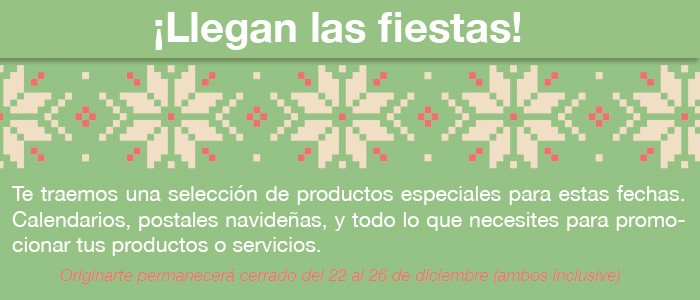 ¡Llegan las fiestas!
Te traemos una selección de productos especiales para estas fechas.
Calendarios, postales navideñas, y todo lo que necesites para promo-
cionar tus productos o servicios.
Originarte permanecerá cerrado del 22 al 26 de diciembre (ambos inclusive)